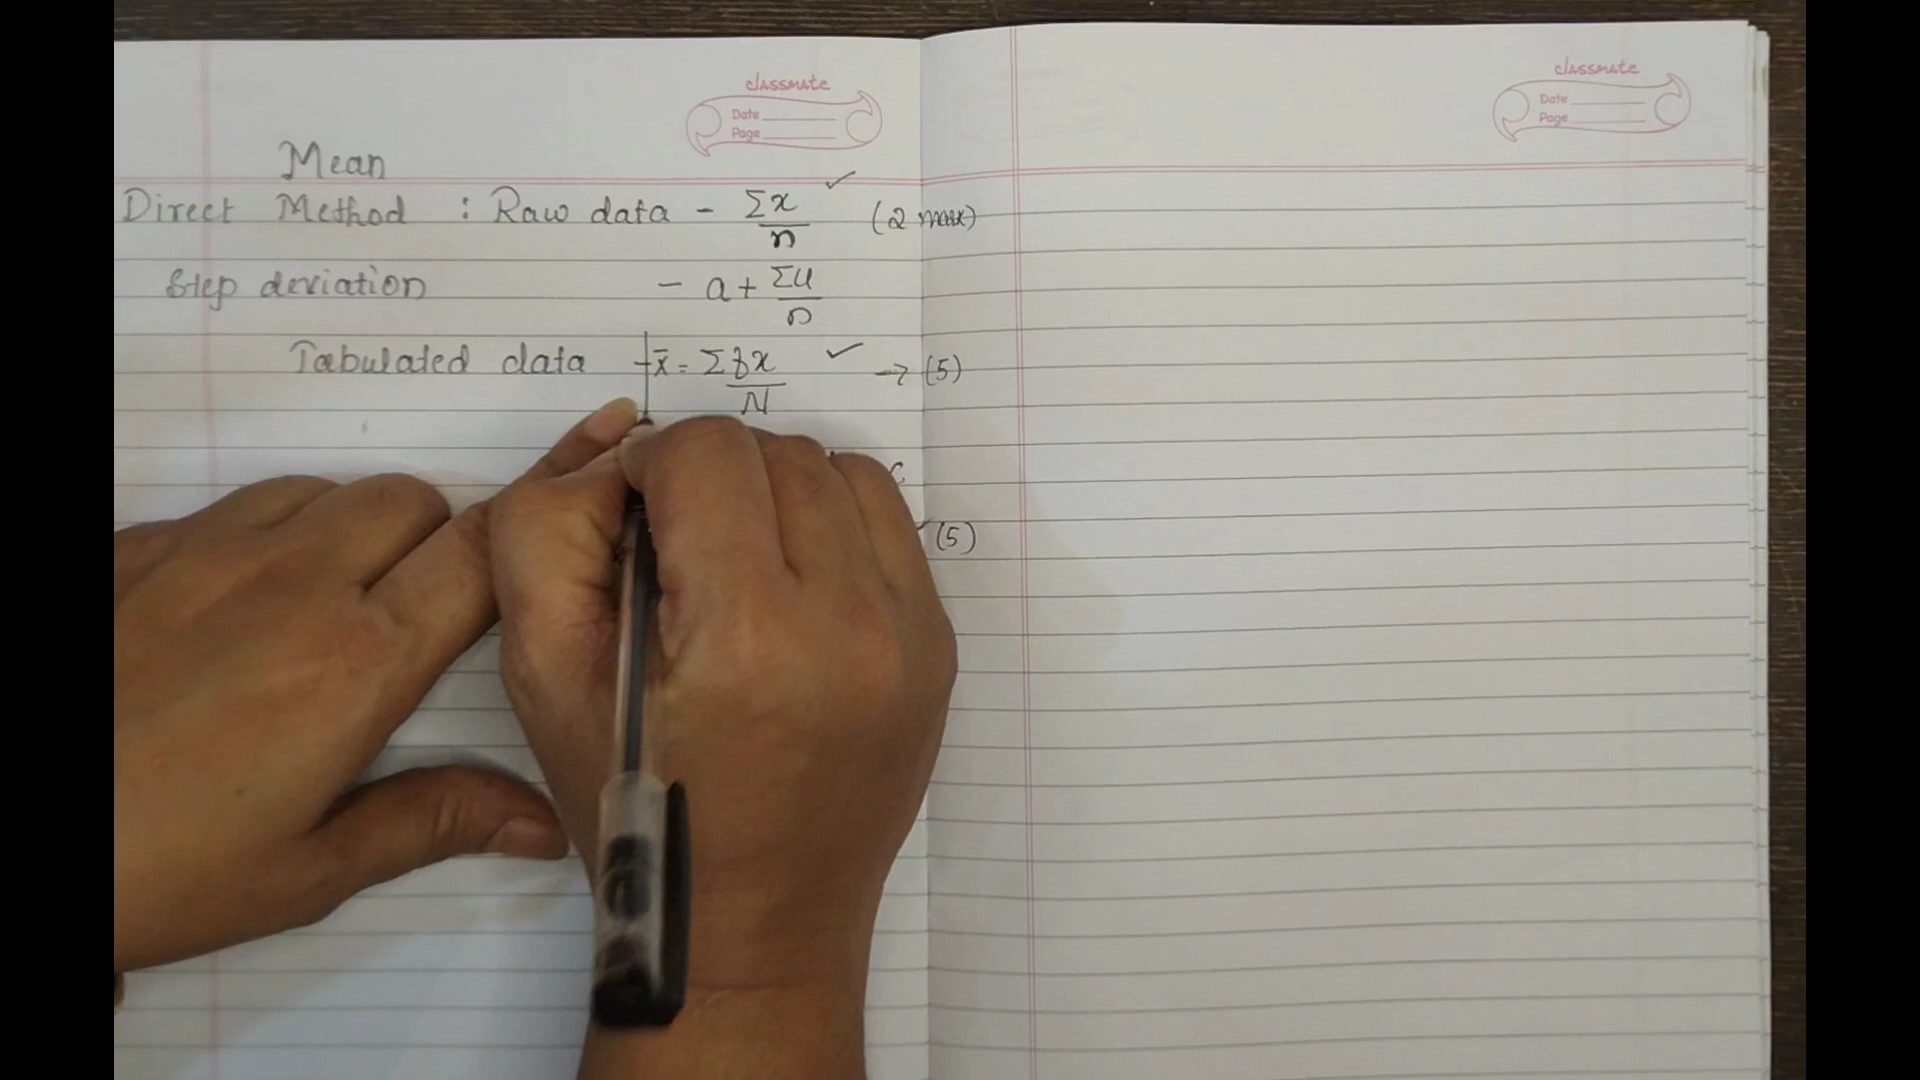 classmate
Date
Page
classmate
Date
Page
Mean
Direct Method : Raw data - Σx/n ✓ (2 max)
Step deviation - a + Σu/n
Tabulated data x̄ = Σfx/N ✓ → (5)
c
(5)